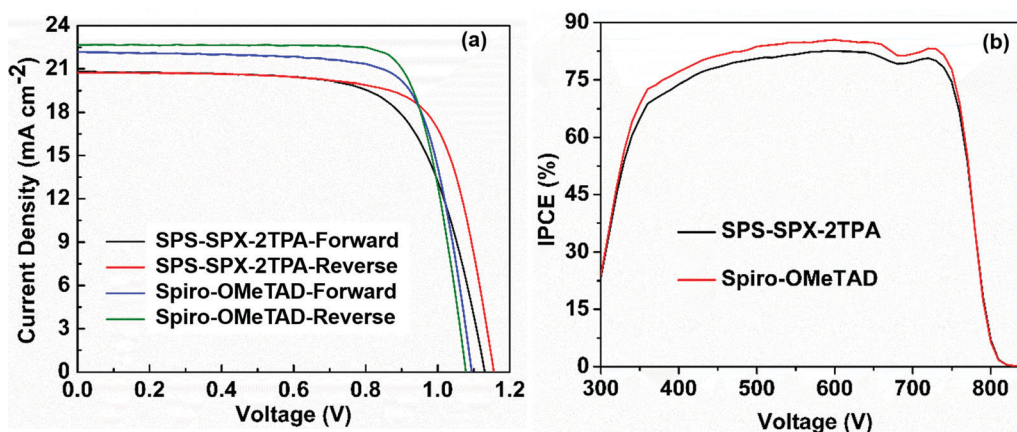 24
21
18
15
12
9
6
3
0
Current Density (mA cm-2)
(a)
SPS-SPX-2TPA-Forward
SPS-SPX-2TPA-Reverse
Spiro-OMeTAD-Forward
Spiro-OMeTAD-Reverse
0.0 0.2 0.4 0.6 0.8 1.0 1.2
Voltage (V)
90
75
60
45
30
15
0
IPCE (%)
(b)
SPS-SPX-2TPA
Spiro-OMeTAD
300 400 500 600 700 800
Voltage (V)